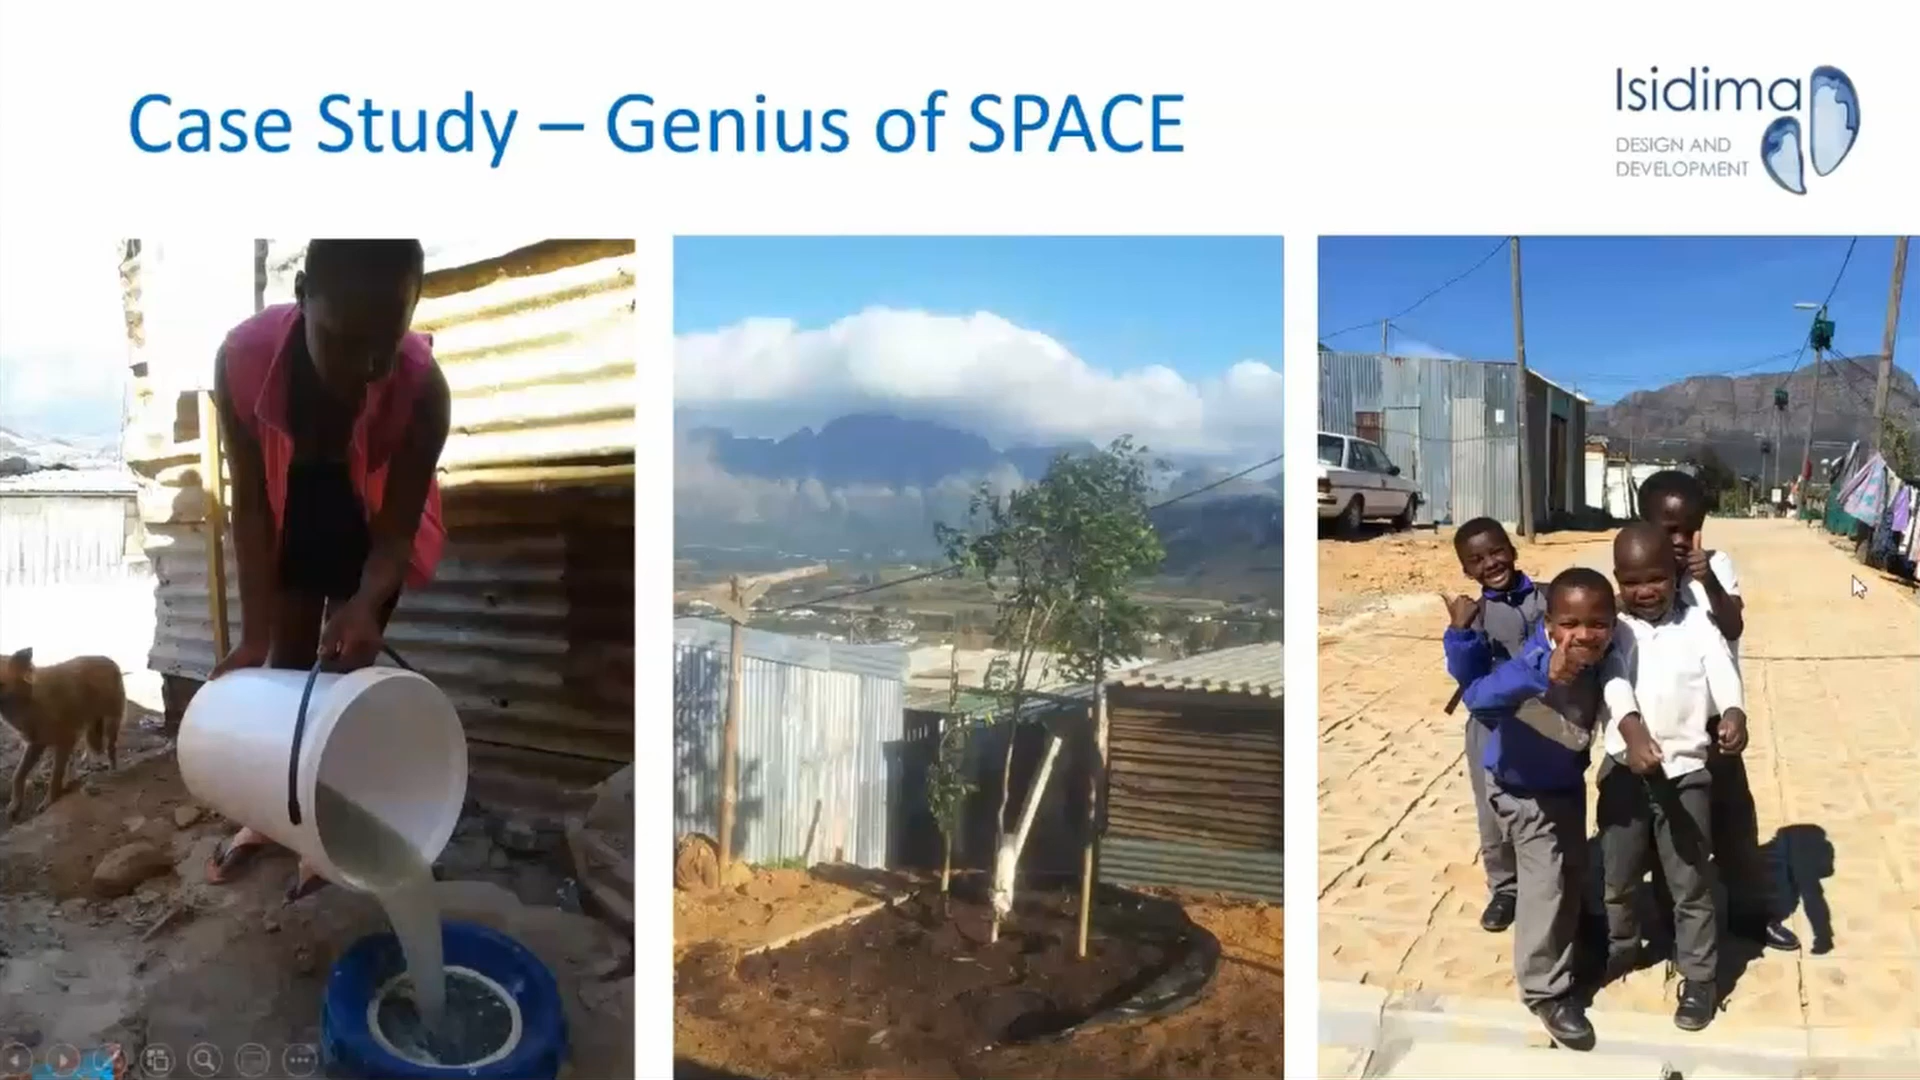 Case Study – Genius of SPACE
Isidima
DESIGN AND
DEVELOPMENT